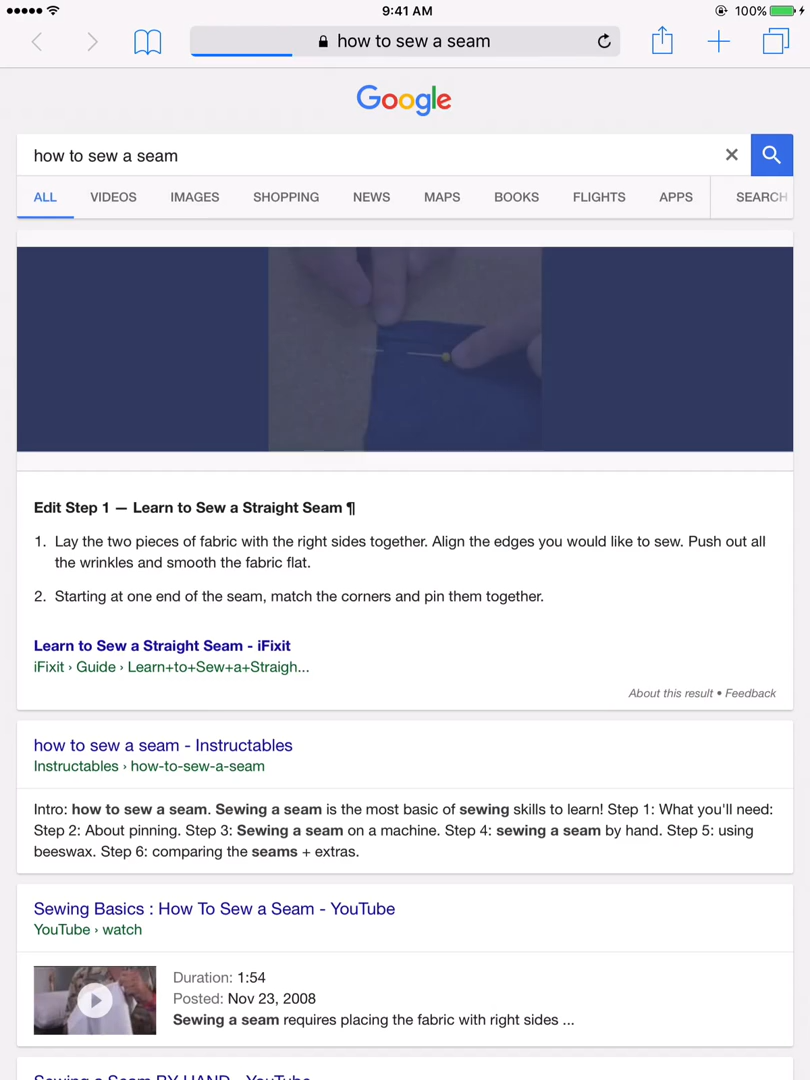 9:41 AM
100%
how to sew a seam
Google
how to sew a seam
ALL VIDEOS IMAGES SHOPPING NEWS MAPS BOOKS FLIGHTS APPS SEARCH
Edit Step 1 — Learn to Sew a Straight Seam ¶
1. Lay the two pieces of fabric with the right sides together. Align the edges you would like to sew. Push out all
the wrinkles and smooth the fabric flat.
2. Starting at one end of the seam, match the corners and pin them together.
Learn to Sew a Straight Seam - iFixit
iFixit › Guide › Learn+to+Sew+a+Straigh...
About this result • Feedback
how to sew a seam - Instructables
Instructables › how-to-sew-a-seam
Intro: how to sew a seam. Sewing a seam is the most basic of sewing skills to learn! Step 1: What you'll need:
Step 2: About pinning. Step 3: Sewing a seam on a machine. Step 4: sewing a seam by hand. Step 5: using
beeswax. Step 6: comparing the seams + extras.
Sewing Basics : How To Sew a Seam - YouTube
YouTube › watch
Duration: 1:54
Posted: Nov 23, 2008
Sewing a seam requires placing the fabric with right sides ...
Sewing a Seam BY HAND - YouTube